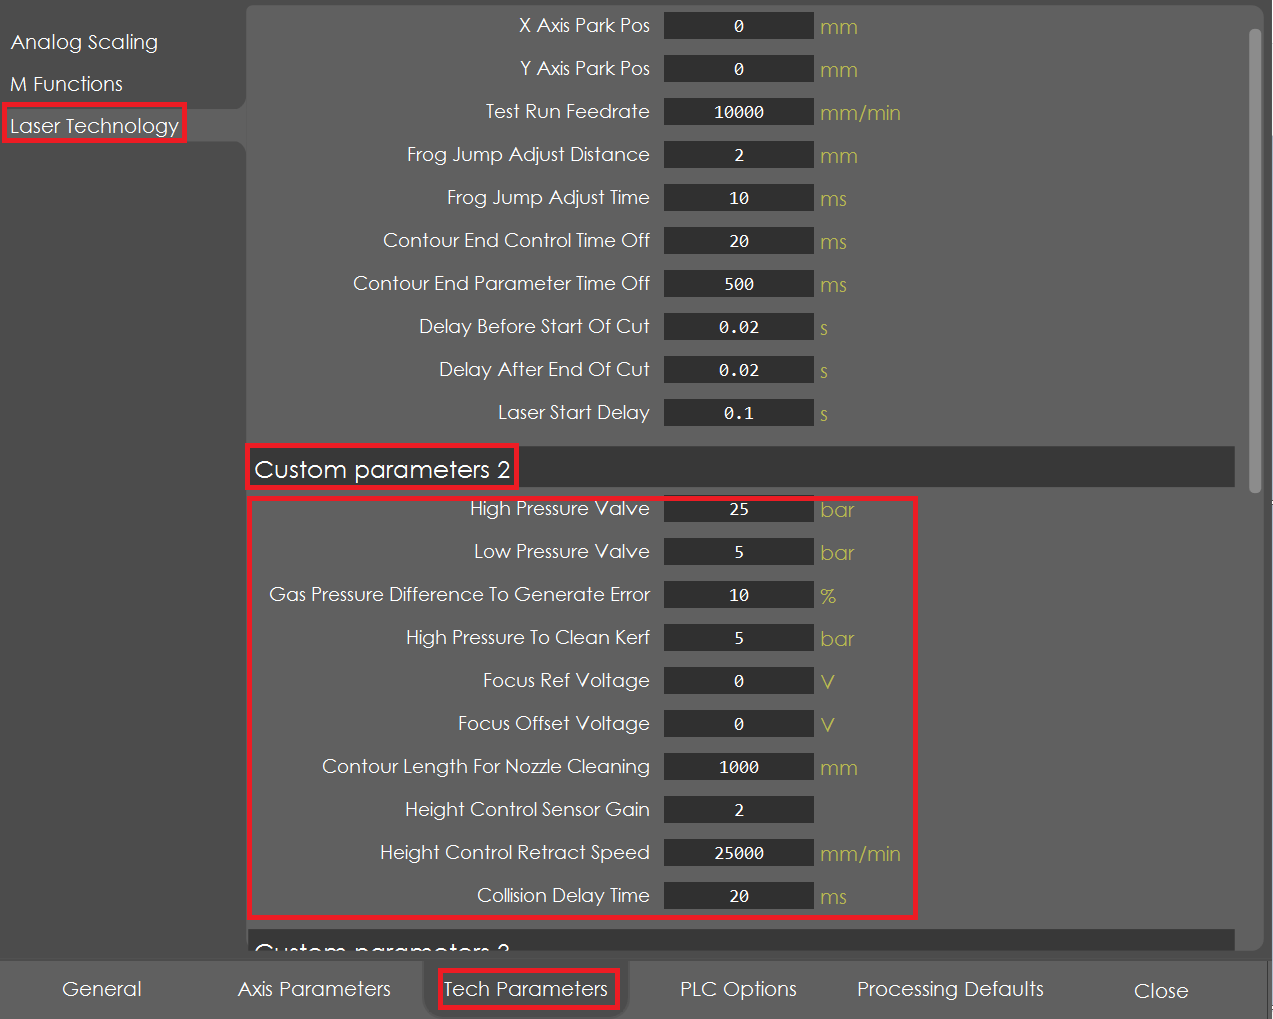 Analog Scaling
M Functions
Laser Technology
X Axis Park Pos 0 mm
Y Axis Park Pos 0 mm
Test Run Feedrate 10000 mm/min
Frog Jump Adjust Distance 2 mm
Frog Jump Adjust Time 10 ms
Contour End Control Time Off 20 ms
Contour End Parameter Time Off 500 ms
Delay Before Start Of Cut 0.02 s
Delay After End Of Cut 0.02 s
Laser Start Delay 0.1 s
Custom parameters 2
High Pressure Valve 25 bar
Low Pressure Valve 5 bar
Gas Pressure Difference To Generate Error 10 %
High Pressure To Clean Kerf 5 bar
Focus Ref Voltage 0 V
Focus Offset Voltage 0 V
Contour Length For Nozzle Cleaning 1000 mm
Height Control Sensor Gain 2
Height Control Retract Speed 25000 mm/min
Collision Delay Time 20 ms
Custom parameters 3
General Axis Parameters Tech Parameters PLC Options Processing Defaults Close